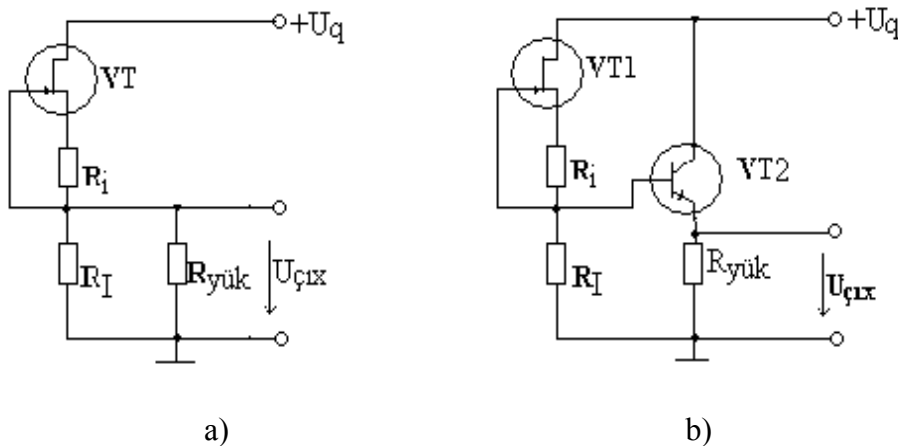 +Uq
VT
Ri
RI
Ryük
Uçıx
a)
+Uq
VT1
Ri
VT2
RI
Ryük
Uçıx
b)